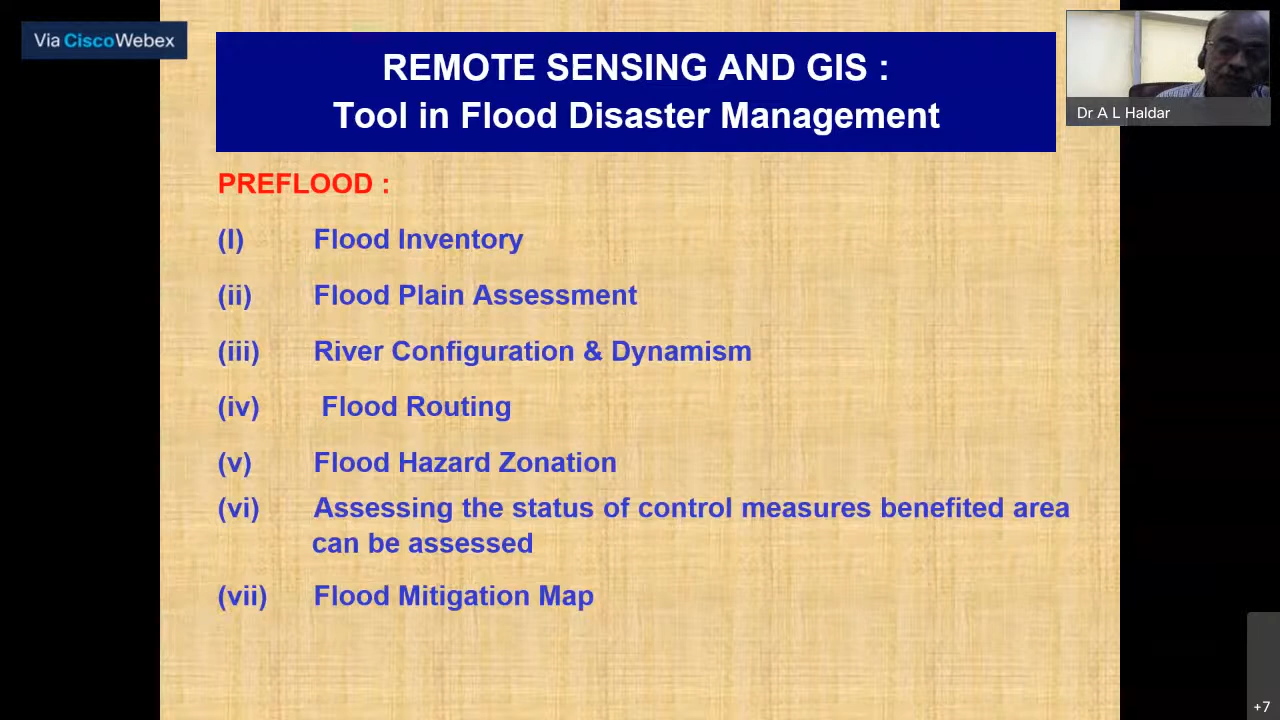 Via CiscoWebex
REMOTE SENSING AND GIS :
Tool in Flood Disaster Management
Dr A L Haldar
PREFLOOD :
(I) Flood Inventory
(ii) Flood Plain Assessment
(iii) River Configuration & Dynamism
(iv) Flood Routing
(v) Flood Hazard Zonation
(vi) Assessing the status of control measures benefited area
can be assessed
(vii) Flood Mitigation Map
+7